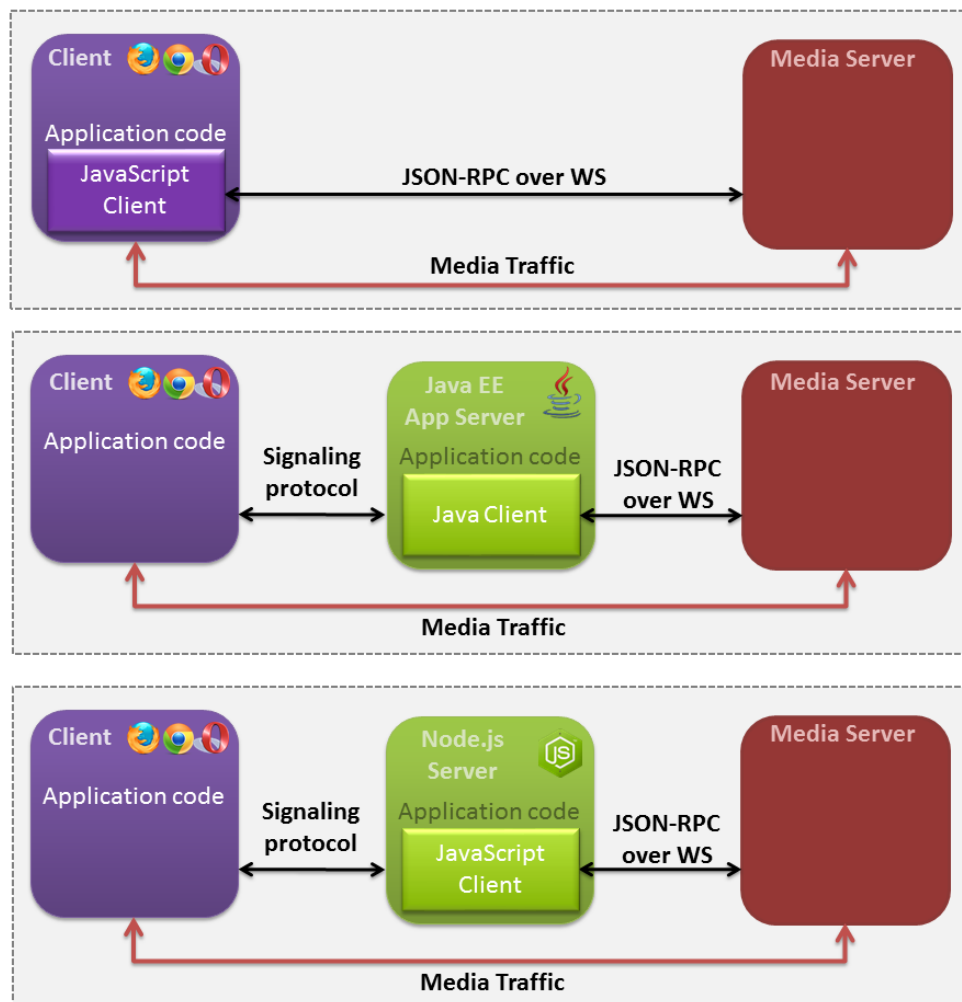 Client
Media Server
Application code
JavaScript
Client
JSON-RPC over WS
Media Traffic
Client
Java EE
App Server
Media Server
Application code
Application code
Signaling
protocol
Java Client
JSON-RPC
over WS
Media Traffic
Client
Node.js
Server
JS
Media Server
Application code
Application code
Signaling
protocol
JavaScript
Client
JSON-RPC
over WS
Media Traffic